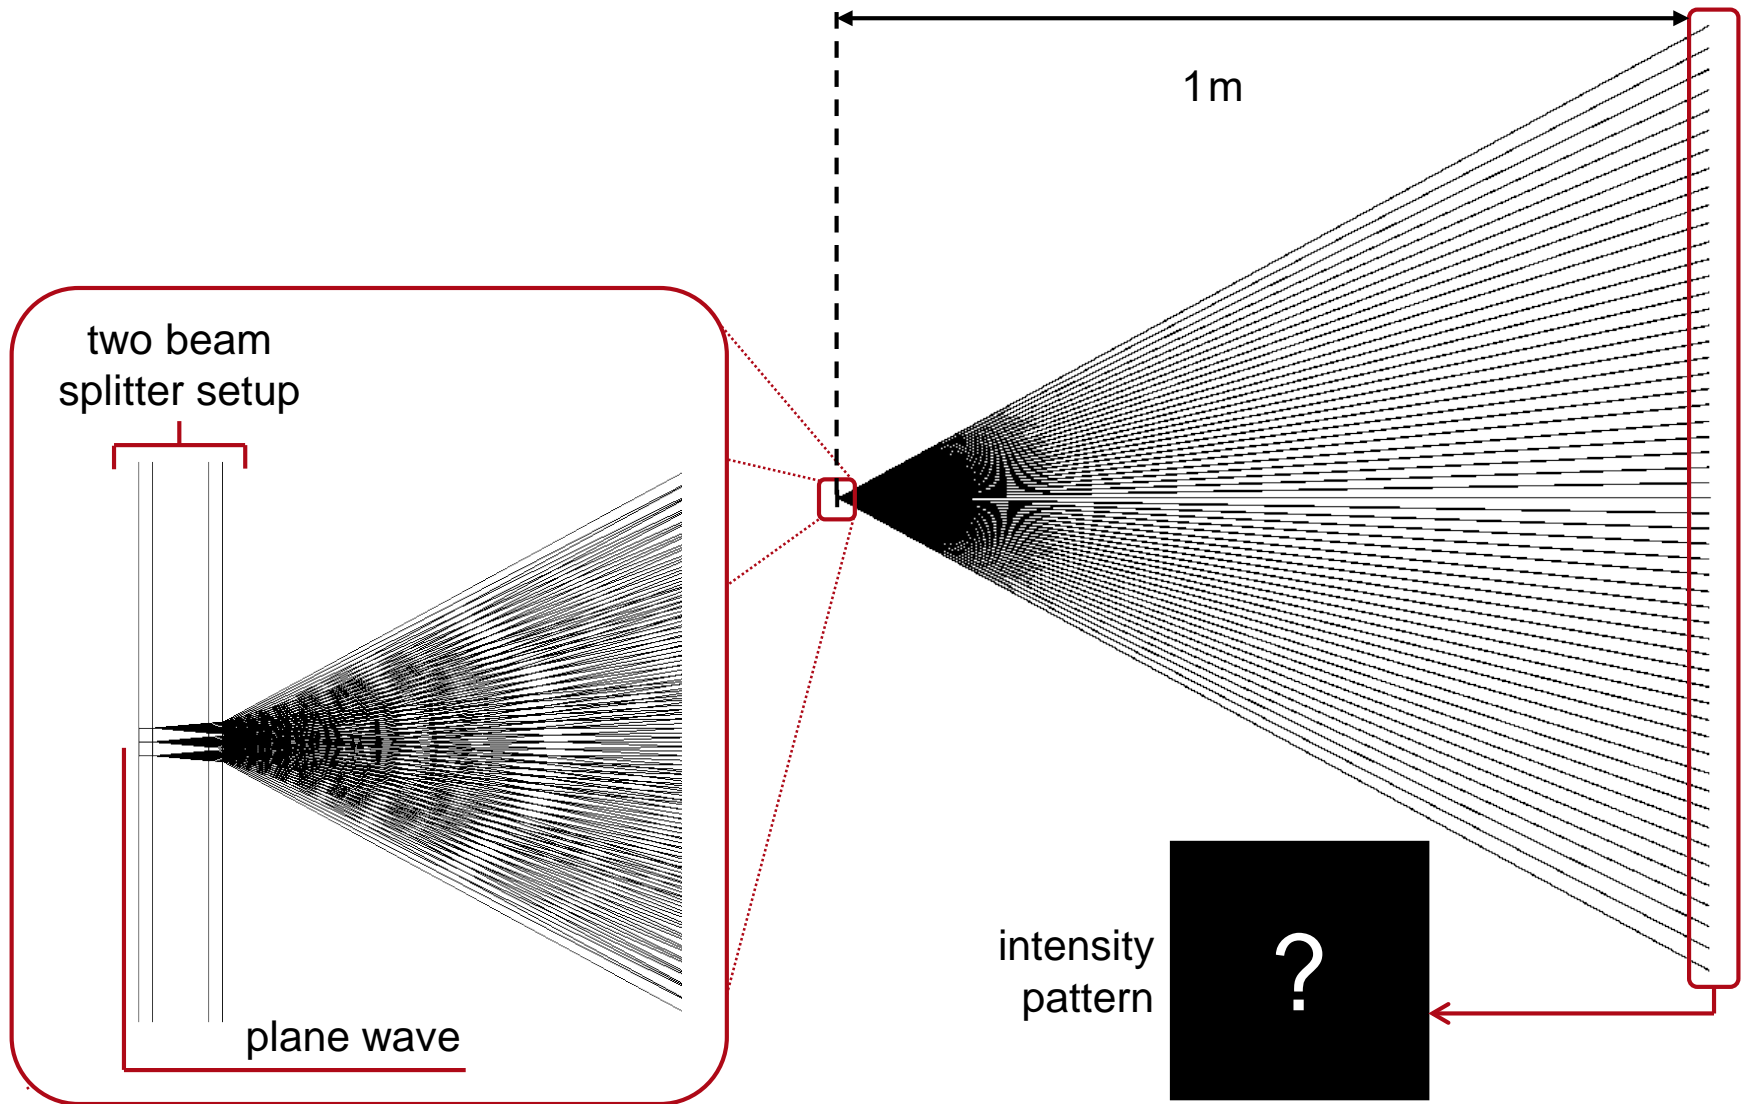 1 m
two beam
splitter setup
plane wave
intensity
pattern
?